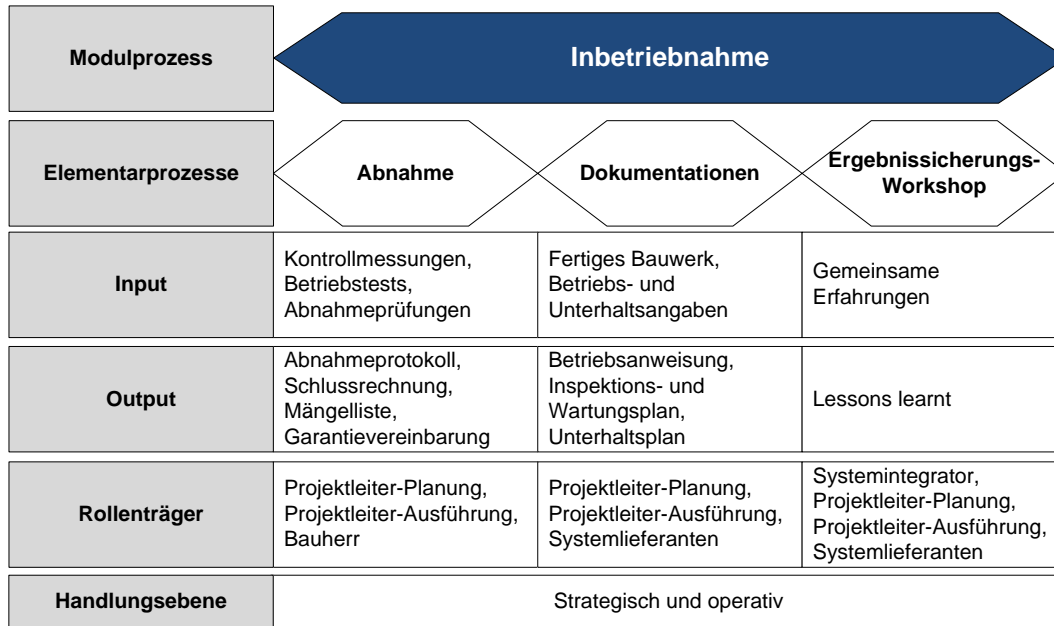 Modulprozess
Inbetriebnahme
Elementarprozesse
Abnahme
Dokumentationen
Ergebnissicherungs-
Workshop
Input
Kontrollmessungen,
Betriebstests,
Abnahmeprüfungen
Fertiges Bauwerk,
Betriebs- und
Unterhaltsangaben
Gemeinsame
Erfahrungen
Output
Abnahmeprotokoll,
Schlussrechnung,
Mängelliste,
Garantievereinbarung
Betriebsanweisung,
Inspektions- und
Wartungsplan,
Unterhaltsplan
Lessons learnt
Rollenträger
Projektleiter-Planung,
Projektleiter-Ausführung,
Bauherr
Projektleiter-Planung,
Projektleiter-Ausführung,
Systemlieferanten
Systemintegrator,
Projektleiter-Planung,
Projektleiter-Ausführung,
Systemlieferanten
Handlungsebene
Strategisch und operativ